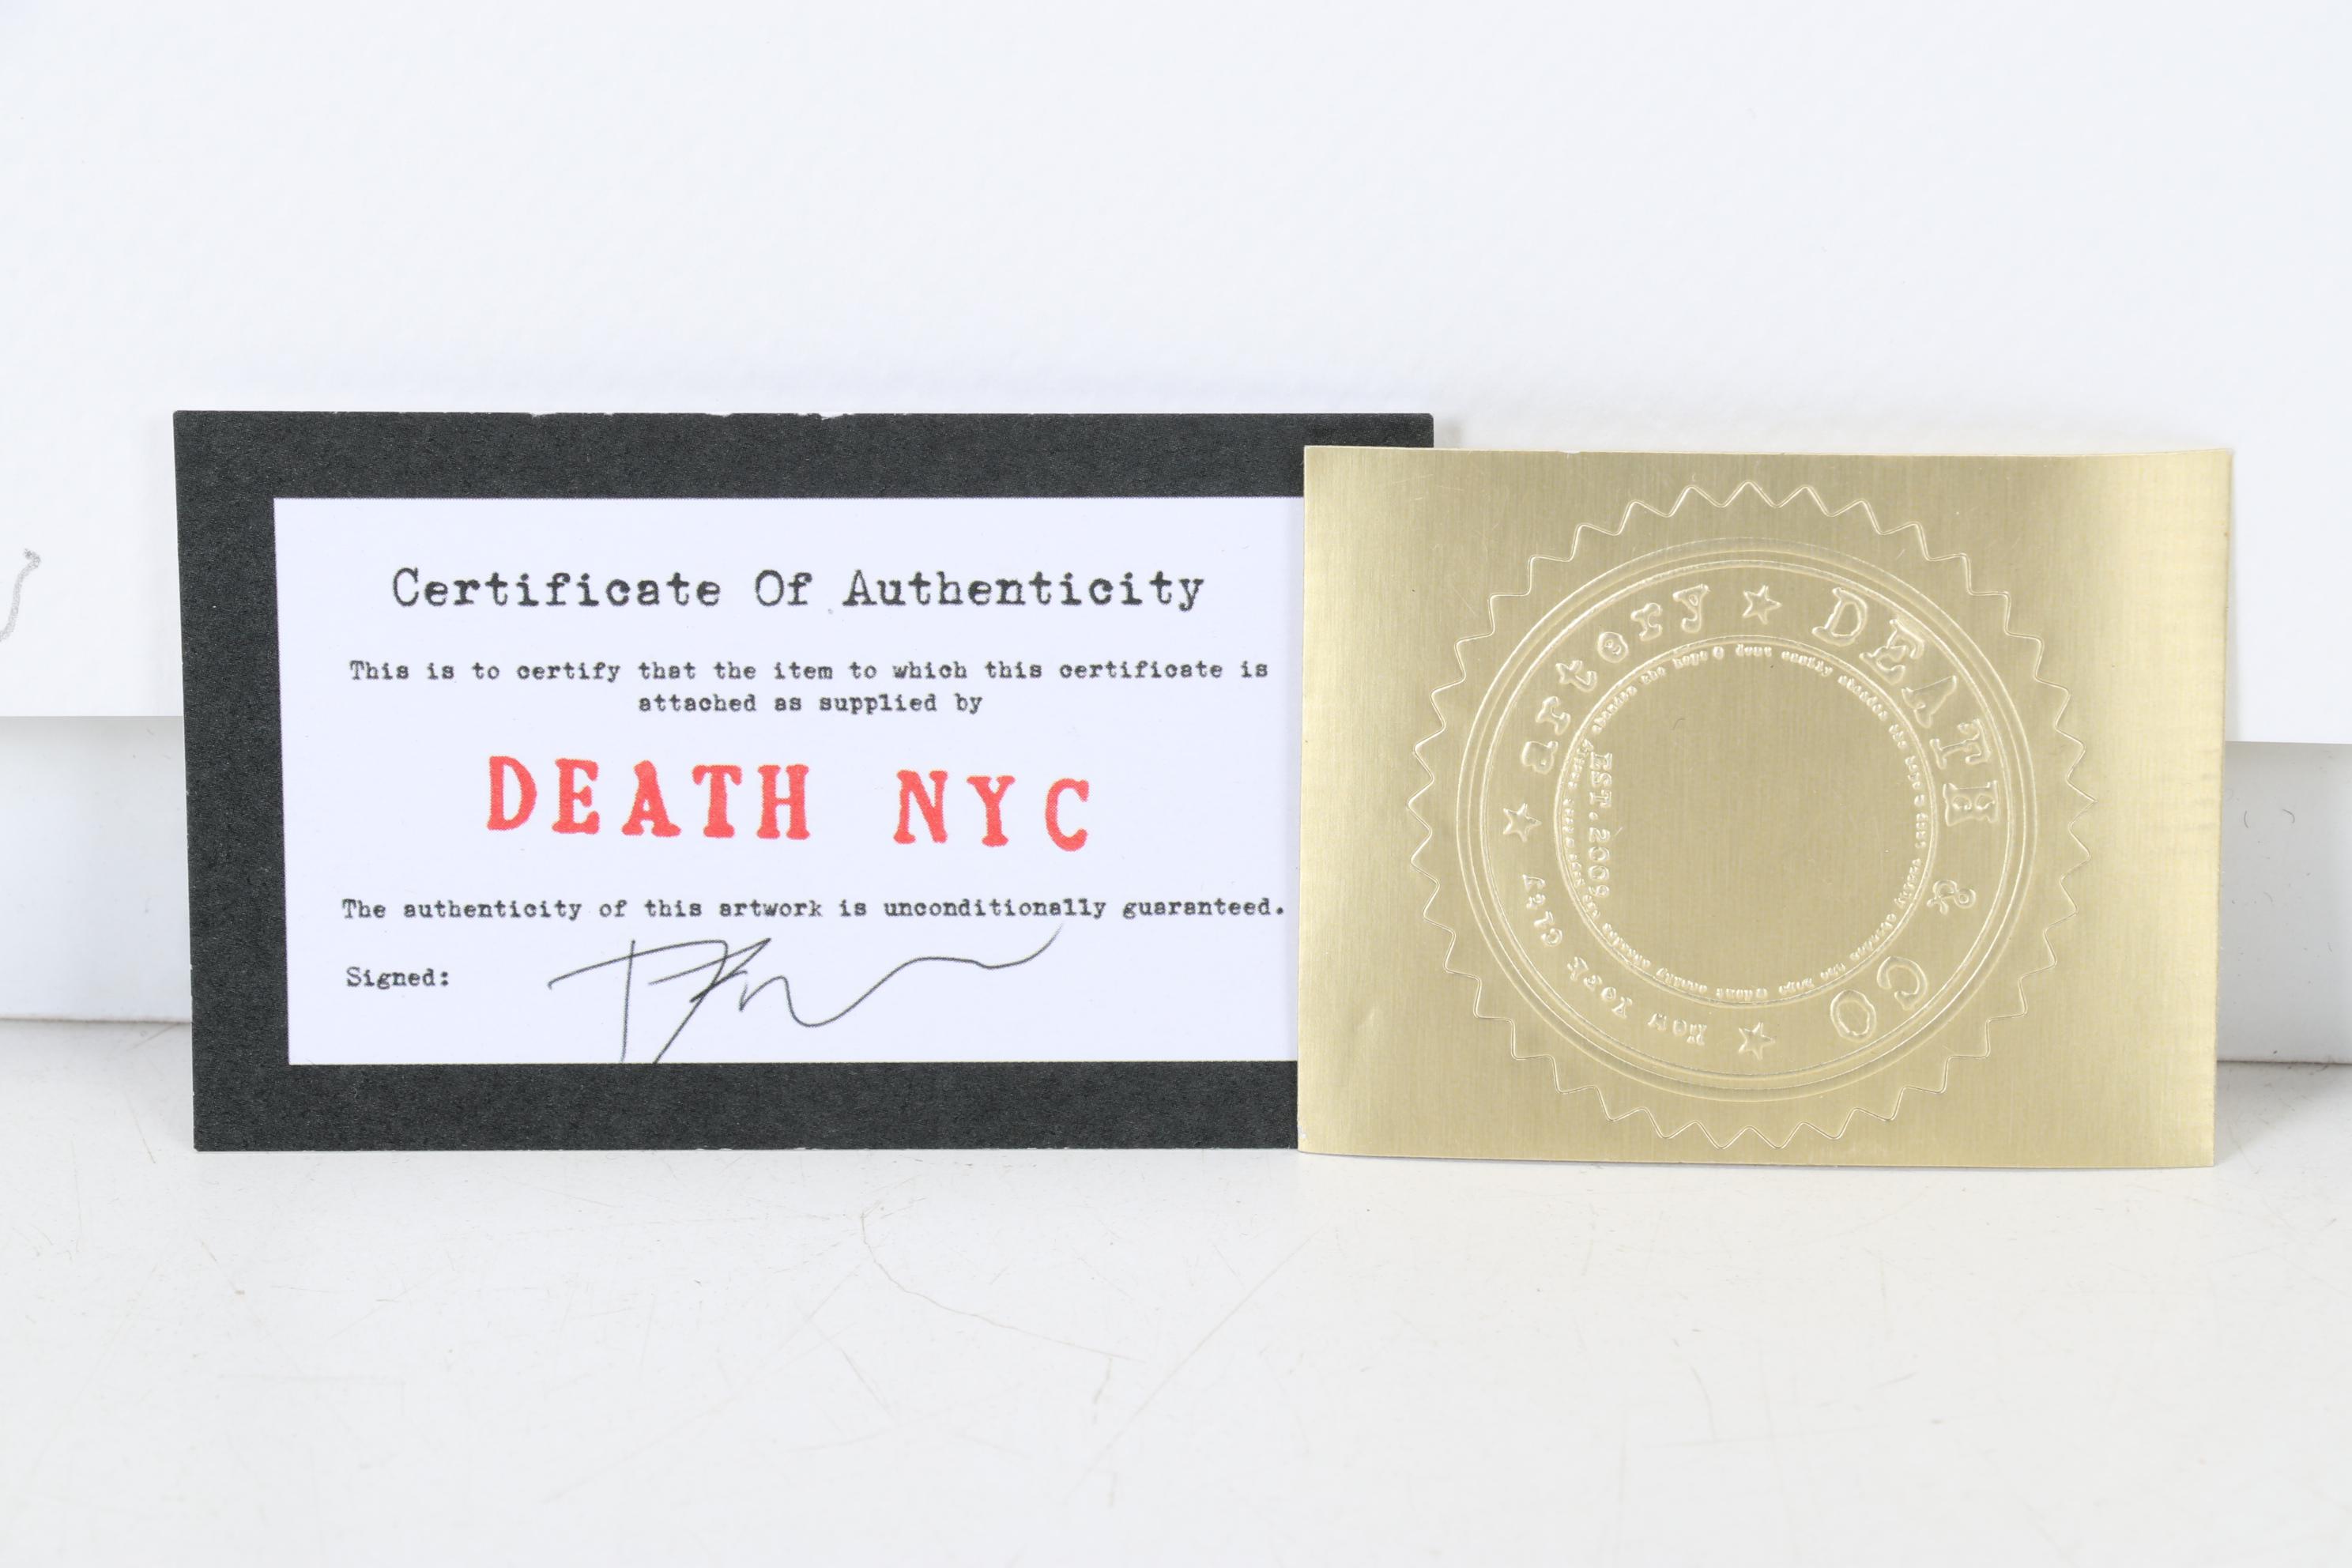 Certificate Of Authenticity
This is to certify that the item to which this certificate is
attached as supplied by
DEATH NYC
The authenticity of this artwork is unconditionally guaranteed.
Signed:
artory ★ DEATH & CO ★ New York City ★
EST. 2009